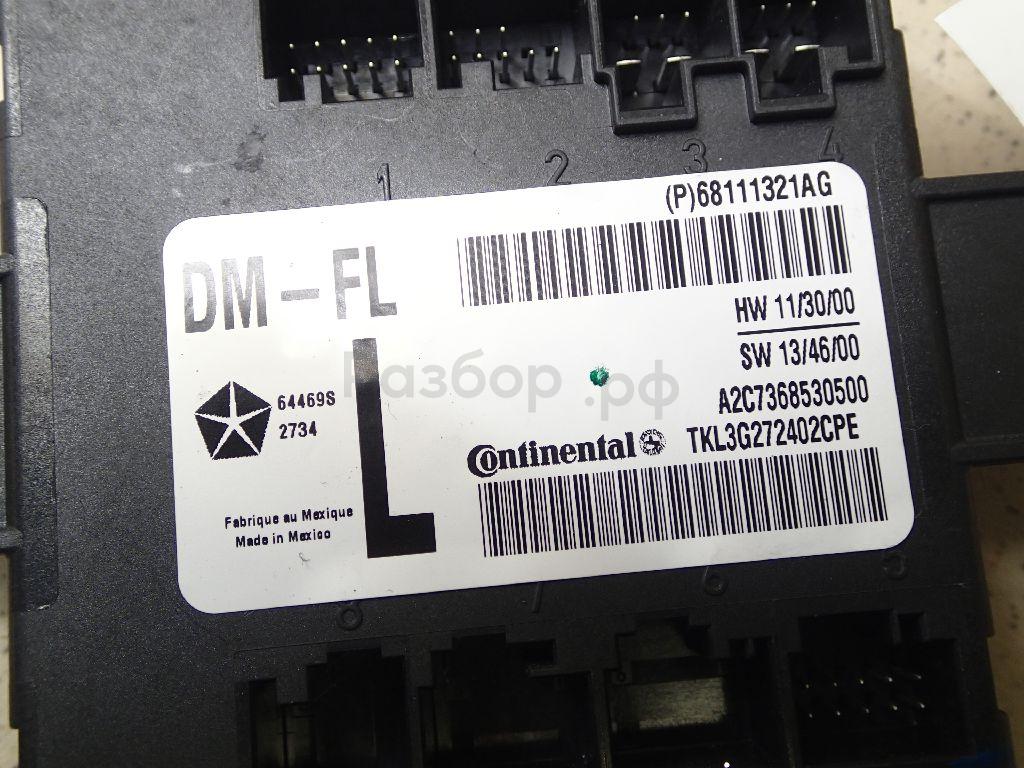 1 2 3 4
(P)68111321AG
DM-FL
HW 11/30/00
SW 13/46/00
A2C7368530500
TKL3G272402CPE
64469S
2734
L
Continental
Fabrique au Mexique
Made in Mexico
Разбор.рф
8 7 6 5